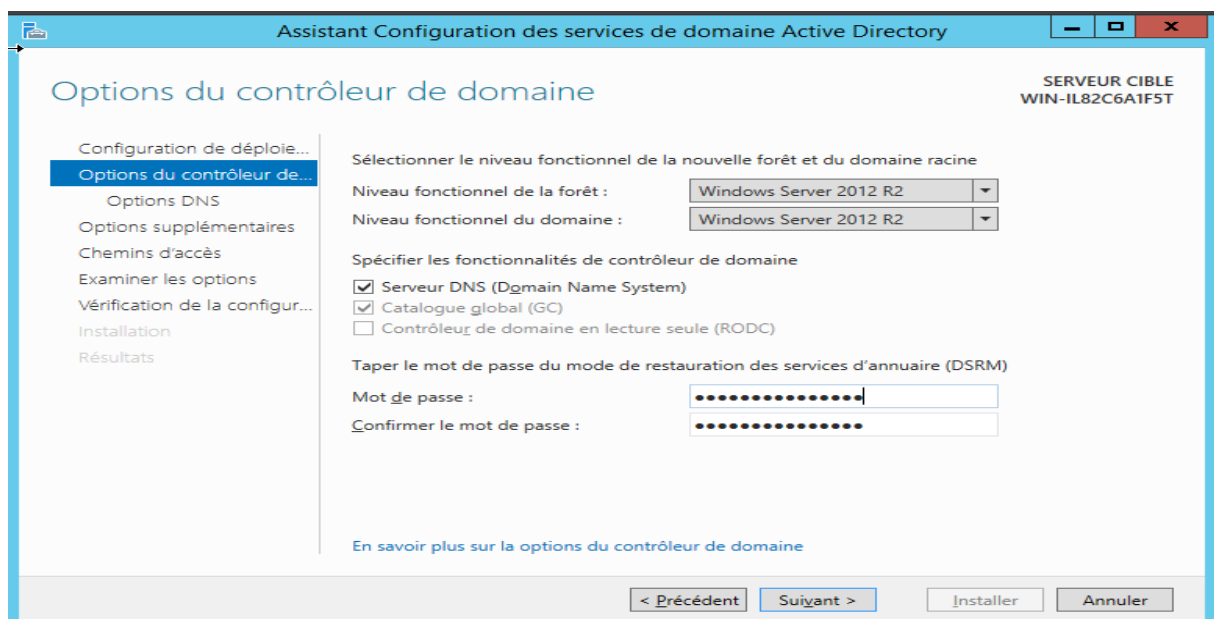 Assistant Configuration des services de domaine Active Directory
Options du contrôleur de domaine
SERVEUR CIBLE
WIN-IL82C6A1F5T
Configuration de déploie...
Options du contrôleur de...
Options DNS
Options supplémentaires
Chemins d'accès
Examiner les options
Vérification de la configur...
Installation
Résultats
Sélectionner le niveau fonctionnel de la nouvelle forêt et du domaine racine
Niveau fonctionnel de la forêt : Windows Server 2012 R2
Niveau fonctionnel du domaine : Windows Server 2012 R2
Spécifier les fonctionnalités de contrôleur de domaine
Serveur DNS (Domain Name System)
Catalogue global (GC)
Contrôleur de domaine en lecture seule (RODC)
Taper le mot de passe du mode de restauration des services d'annuaire (DSRM)
Mot de passe : ●●●●●●●●●●●●●●●
Confirmer le mot de passe : ●●●●●●●●●●●●●●●
En savoir plus sur la options du contrôleur de domaine
< Précédent Suivant > Installer Annuler